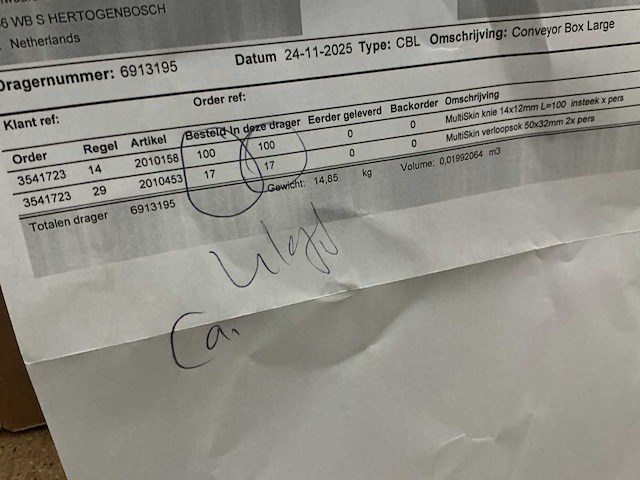 6 WB S HERTOGENBOSCH
Netherlands
Dragernummer: 6913195 Datum 24-11-2025 Type: CBL Omschrijving: Conveyor Box Large
Klant ref: Order ref:
Order Regel Artikel Besteld In deze drager Eerder geleverd Backorder Omschrijving
3541723 14 2010158 100 100 0 0 MultiSkin knie 14x12mm L=100 insteek x pers
3541723 29 2010453 17 17 0 0 MultiSkin verloopsok 50x32mm 2x pers
Totalen drager 6913195 Gewicht: 14,85 kg Volume: 0,01992064 m3
Ca.